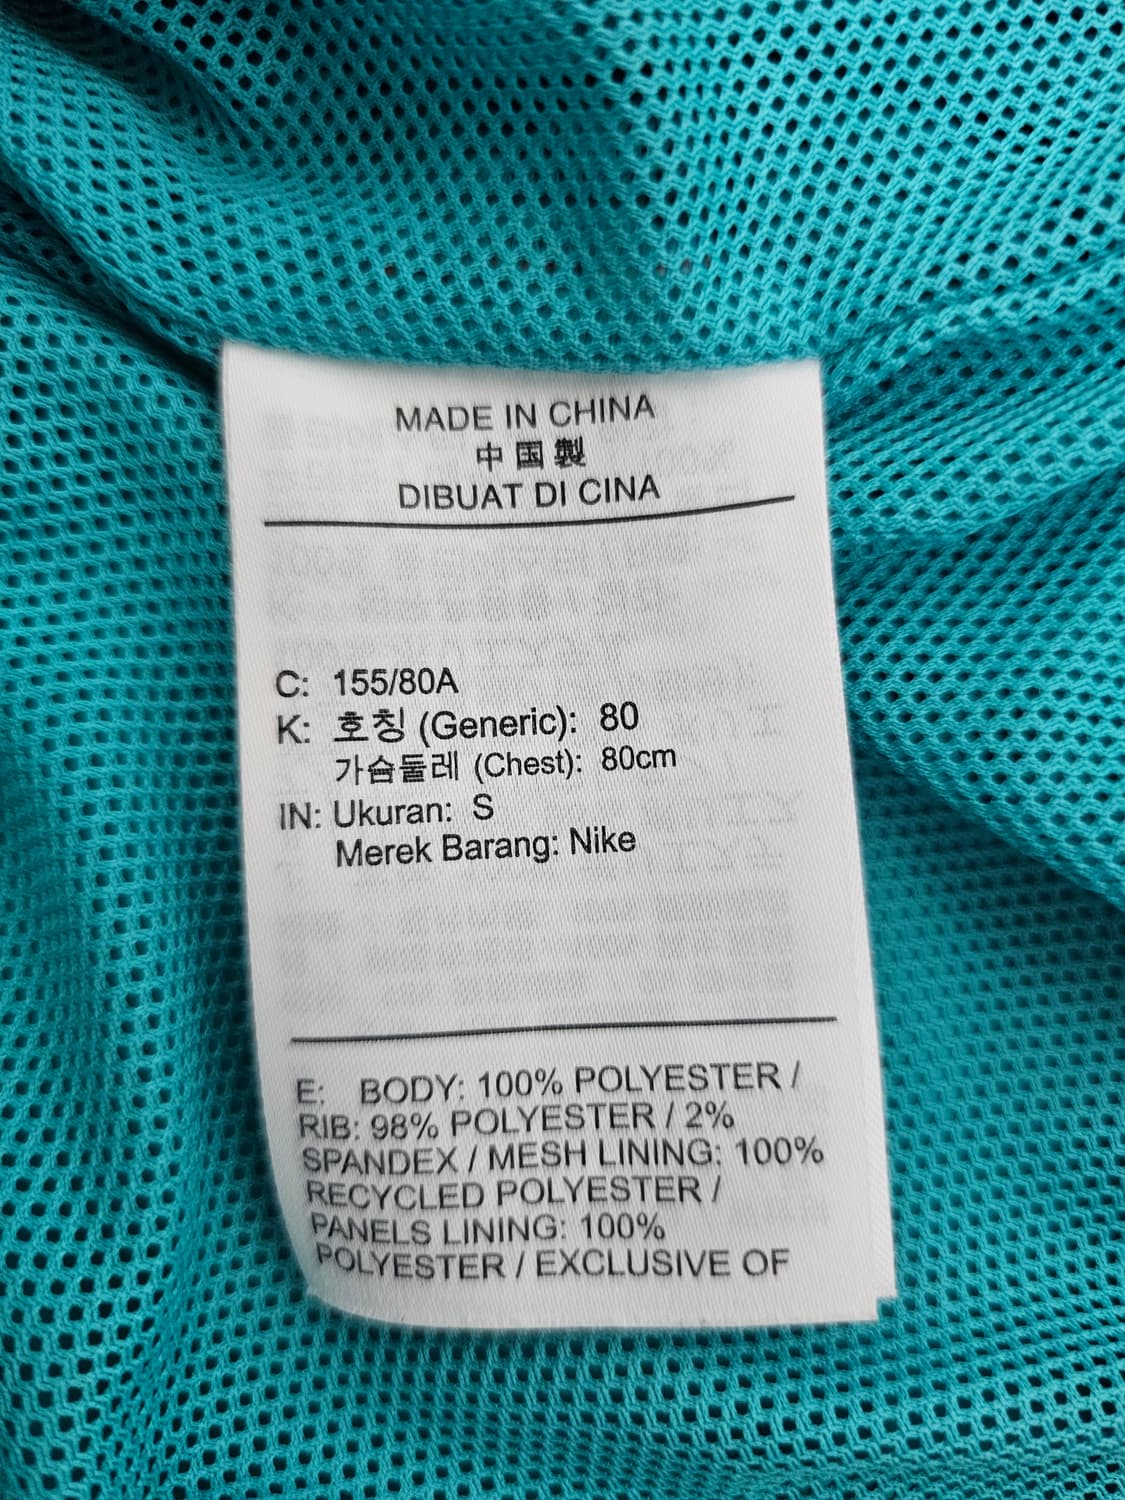 MADE IN CHINA
中国製
DIBUAT DI CINA
C: 155/80A
K: 호칭 (Generic): 80
가슴둘레 (Chest): 80cm
IN: Ukuran: S
Merek Barang: Nike
E: BODY: 100% POLYESTER /
RIB: 98% POLYESTER / 2%
SPANDEX / MESH LINING: 100%
RECYCLED POLYESTER /
PANELS LINING: 100%
POLYESTER / EXCLUSIVE OF